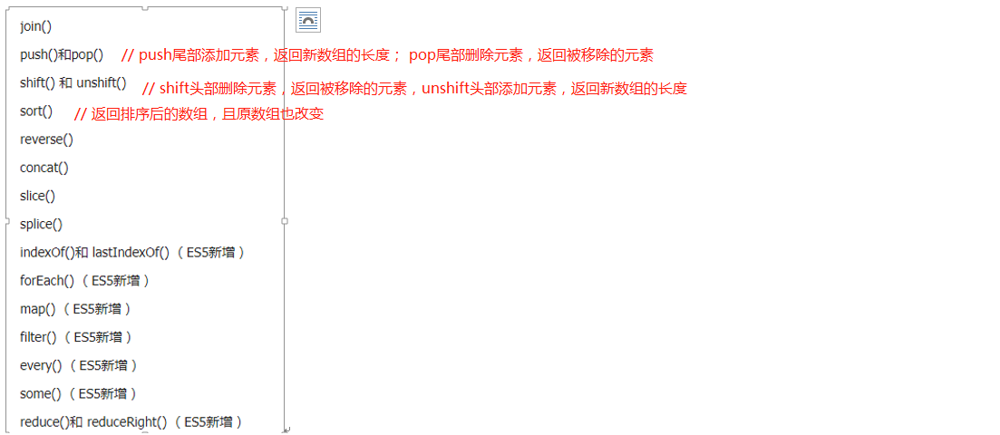 join()
push()和pop() // push尾部添加元素，返回新数组的长度； pop尾部删除元素，返回被移除的元素
shift() 和 unshift() // shift头部删除元素，返回被移除的元素，unshift头部添加元素，返回新数组的长度
sort() // 返回排序后的数组，且原数组也改变
reverse()
concat()
slice()
splice()
indexOf()和 lastIndexOf() （ES5新增）
forEach() （ES5新增）
map() （ES5新增）
filter() （ES5新增）
every() （ES5新增）
some() （ES5新增）
reduce()和 reduceRight() （ES5新增）